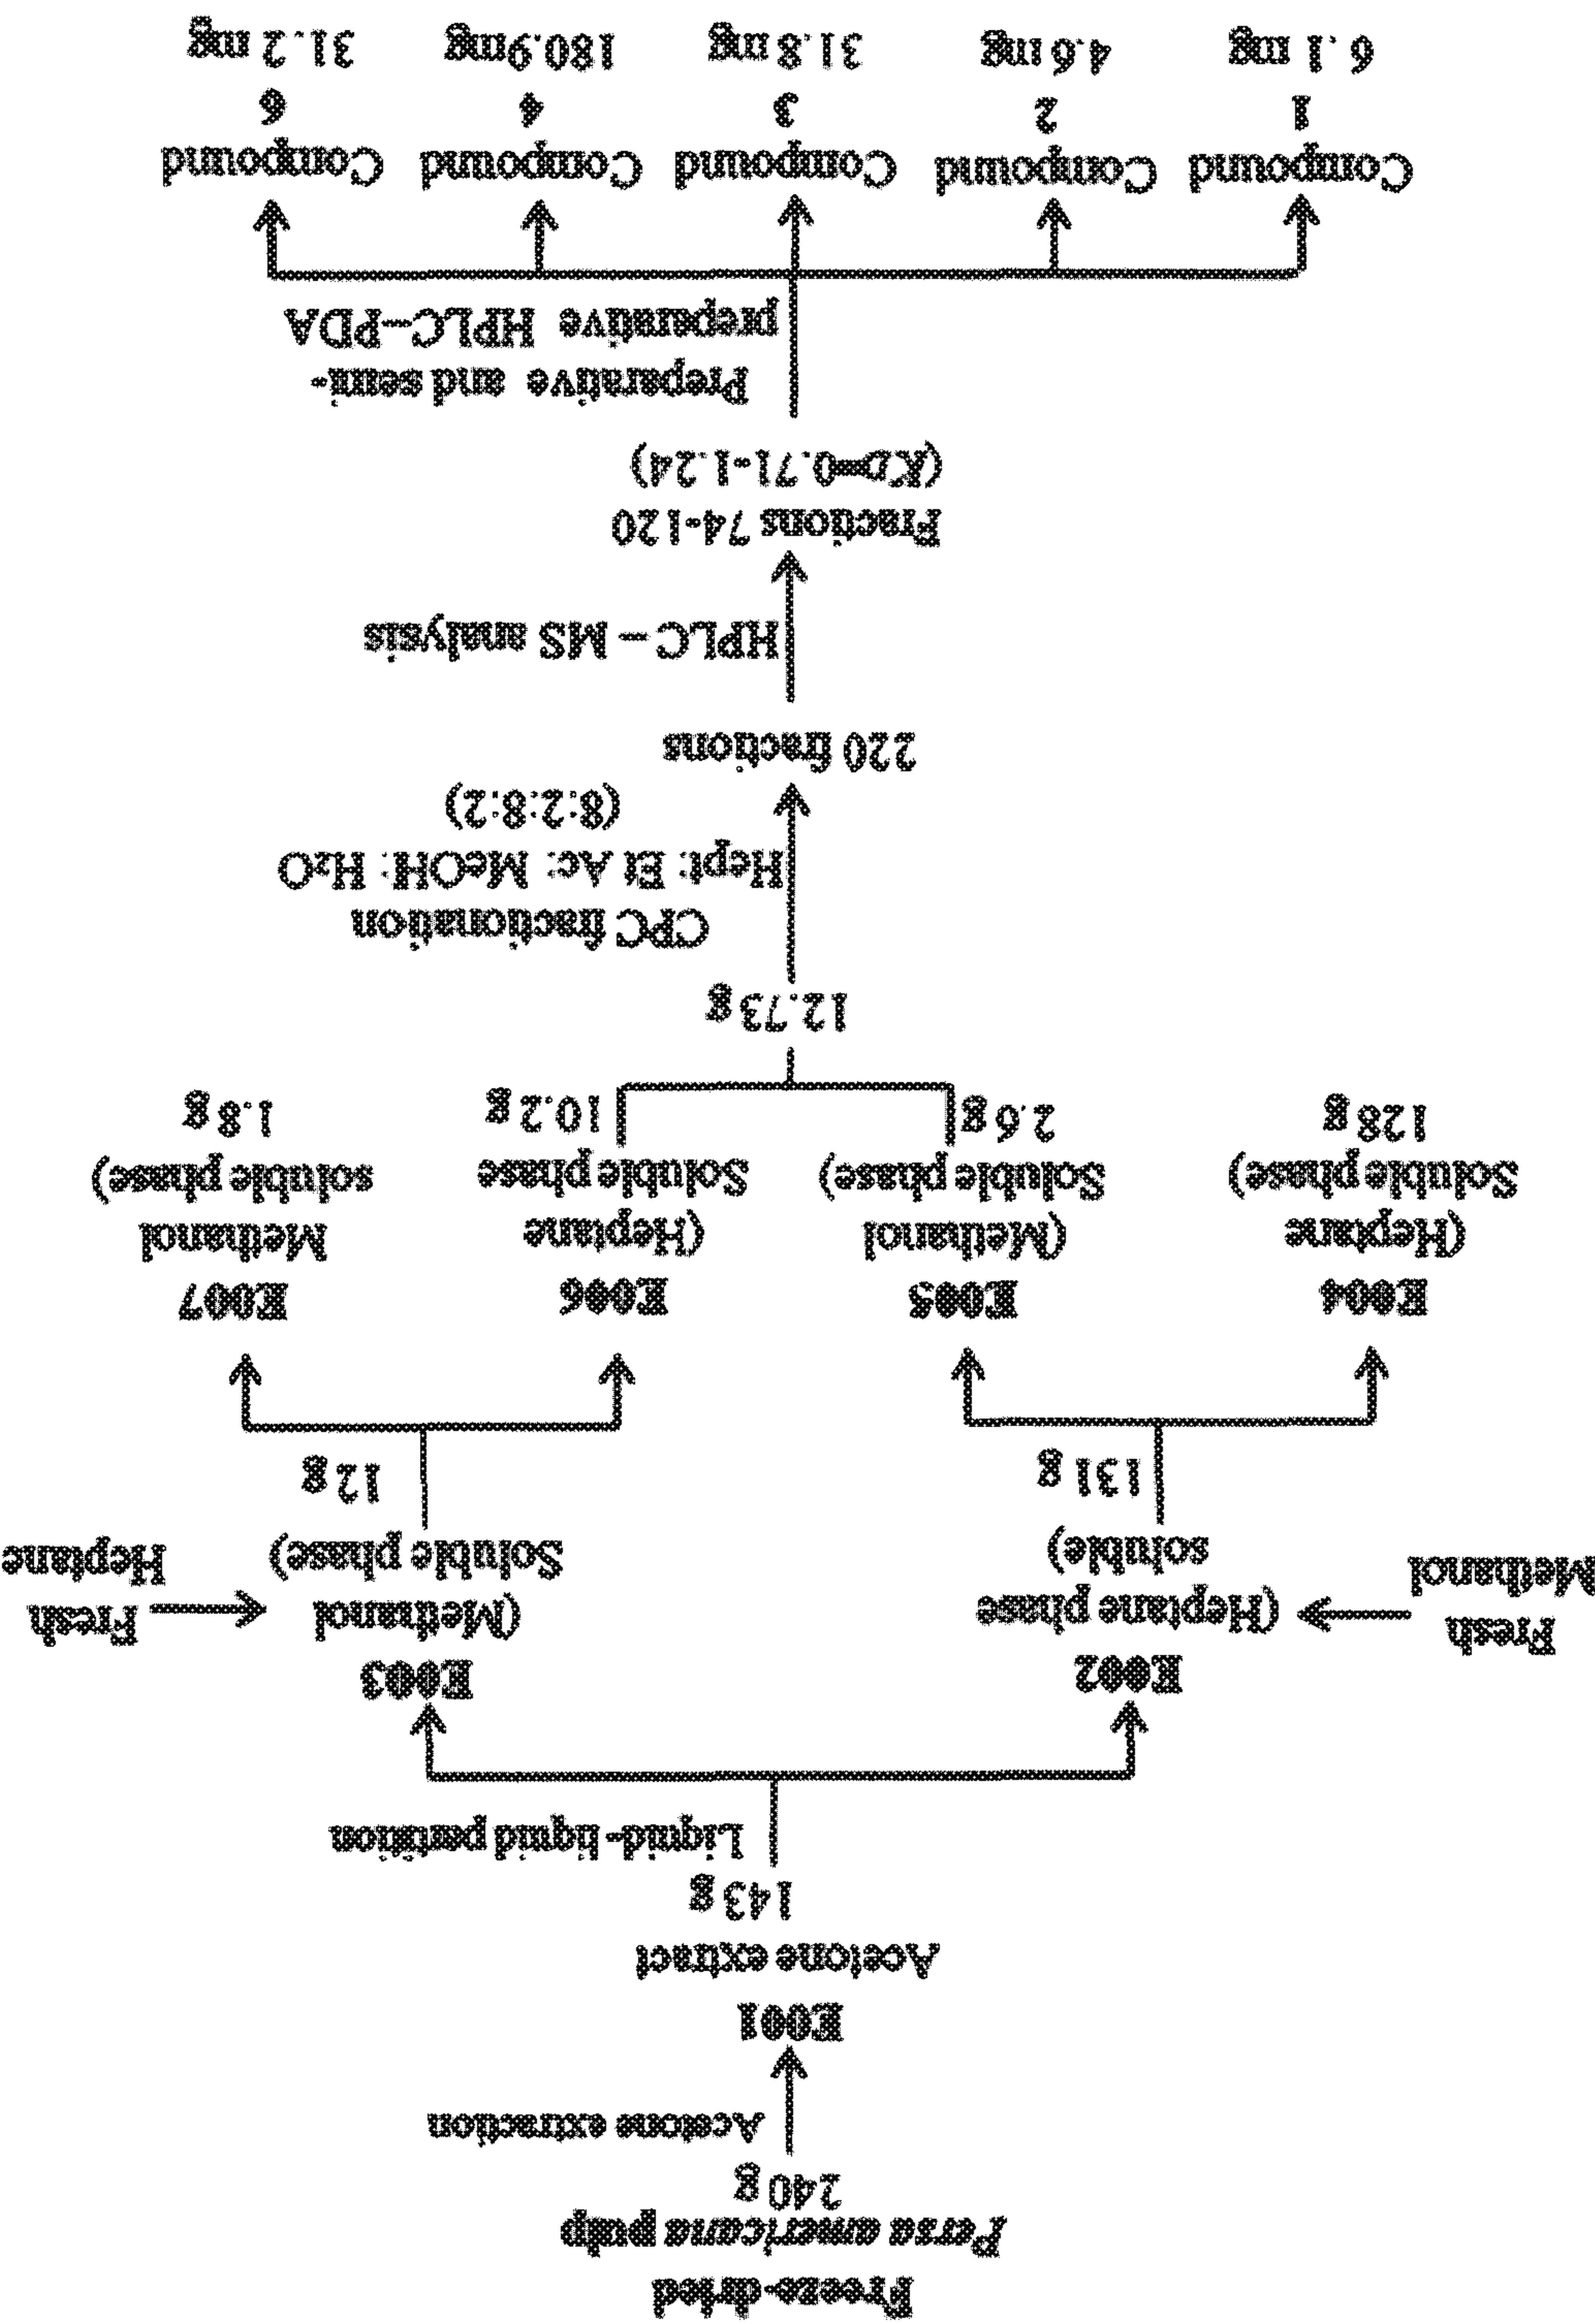 Freeze-dried
Persa americana pulp
240 g
Acetone extraction
E001
Acetone extract
143 g
Liquid-liquid partition
E002
(Heptane phase
soluble)
131 g
Fresh
Methanol
E003
(Methanol
Soluble phase)
12 g
Fresh
Heptane
E004
(Heptane
Soluble phase)
128 g
E005
(Methanol
Soluble phase)
2.6 g
E006
(Heptane
Soluble phase
10.2 g
E007
Methanol
soluble phase)
1.8 g
12.73 g
CPC fractionation
Hept: Et Ac: MeOH: H2O
(8:2:8:2)
220 fractions
HPLC – MS analysis
Fractions 74-120
(KD=0.71-1.24)
Preparative and semi-
preparative HPLC–PDA
Compound
1
6.1 mg
Compound
2
4.6 mg
Compound
3
31.8 mg
Compound
4
180.9 mg
Compound
6
31.2 mg